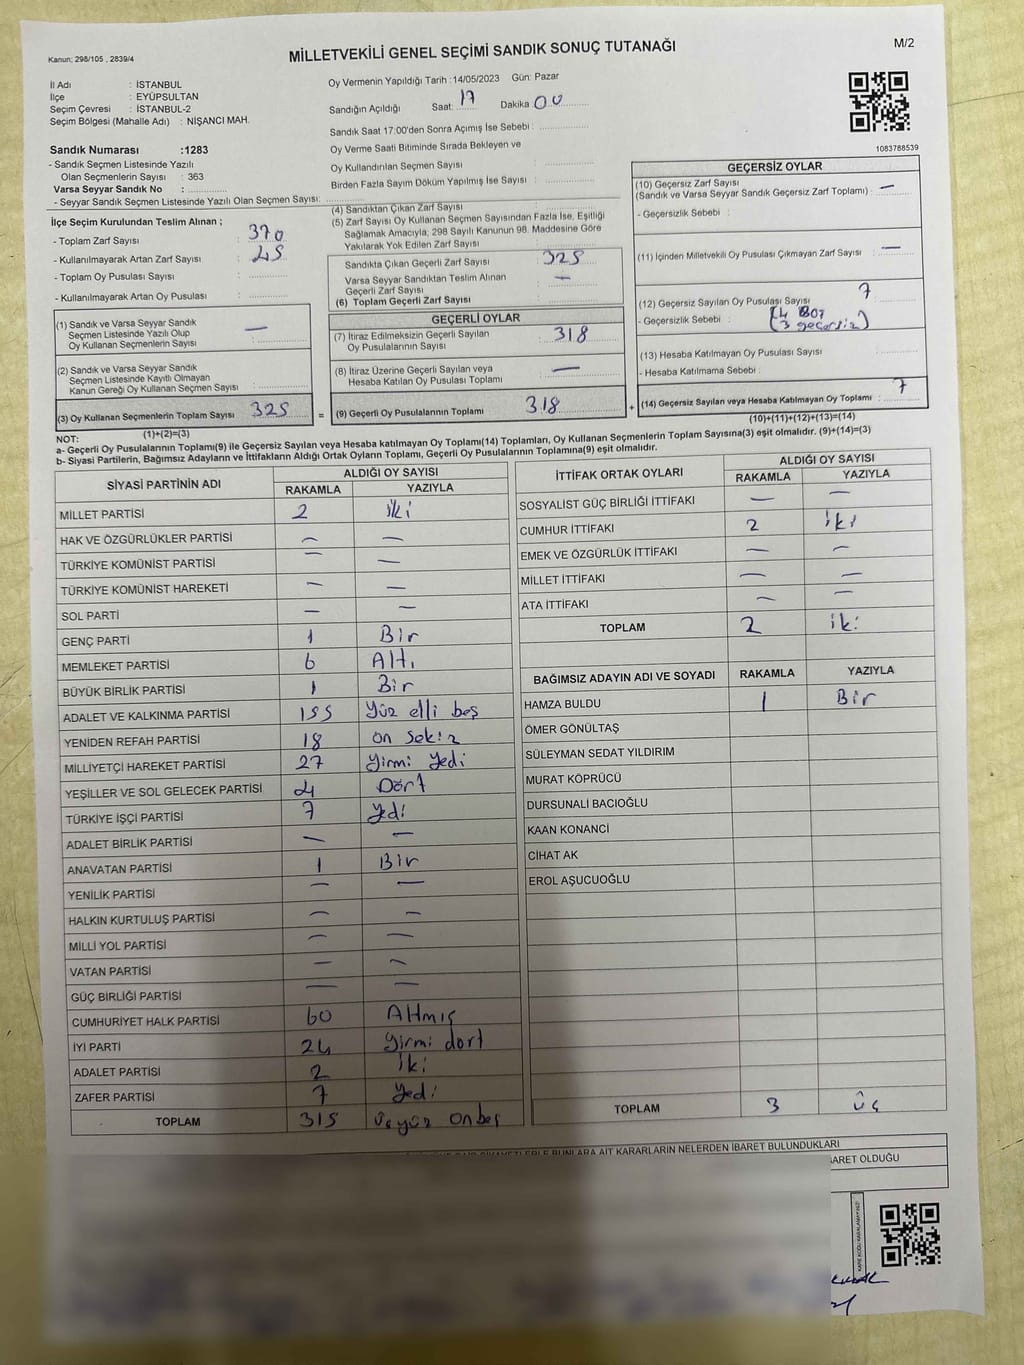 Kanun; 298/105 , 2839/4
MİLLETVEKİLİ GENEL SEÇİMİ SANDIK SONUÇ TUTANAĞI
M/2
İl Adı : İSTANBUL
İlçe : EYÜPSULTAN
Seçim Çevresi : İSTANBUL-2
Seçim Bölgesi (Mahalle Adı) : NİŞANCI MAH.
Oy Vermenin Yapıldığı Tarih :14/05/2023 Gün: Pazar
Sandığın Açıldığı Saat: 17 Dakika 00
Sandık Saat 17:00'den Sonra Açımış İse Sebebi :
Oy Verme Saati Bitiminde Sırada Bekleyen ve
Oy Kullandırılan Seçmen Sayısı :
Birden Fazla Sayım Döküm Yapılmış İse Sayısı :
1083788539
Sandık Numarası :1283
- Sandık Seçmen Listesinde Yazılı
Olan Seçmenlerin Sayısı : 363
Varsa Seyyar Sandık No :
- Seyyar Sandık Seçmen Listesinde Yazılı Olan Seçmen Sayısı:
İlçe Seçim Kurulundan Teslim Alınan ;
- Toplam Zarf Sayısı : 370
- Kullanılmayarak Artan Zarf Sayısı : 45
- Toplam Oy Pusulası Sayısı :
- Kullanılmayarak Artan Oy Pusulası :
(4) Sandıktan Çıkan Zarf Sayısı :
(5) Zarf Sayısı Oy Kullanan Seçmen Sayısından Fazla İse, Eşitliği
Sağlamak Amacıyla; 298 Sayılı Kanunun 98. Maddesine Göre
Yakılarak Yok Edilen Zarf Sayısı :
Sandıkta Çıkan Geçerli Zarf Sayısı : 325
Varsa Seyyar Sandıktan Teslim Alınan
Geçerli Zarf Sayısı : —
(6) Toplam Geçerli Zarf Sayısı :
GEÇERSİZ OYLAR
(10) Geçersiz Zarf Sayısı
(Sandık ve Varsa Seyyar Sandık Geçersiz Zarf Toplamı) : —
- Geçersizlik Sebebi :
(11) İçinden Milletvekili Oy Pusulası Çıkmayan Zarf Sayısı : —
(12) Geçersiz Sayılan Oy Pusulası Sayısı : 7
- Geçersizlik Sebebi : (4 Boş
3 geçersiz)
(13) Hesaba Katılmayan Oy Pusulası Sayısı :
- Hesaba Katılmama Sebebi :
(14) Geçersiz Sayılan veya Hesaba Katılmayan Oy Toplamı : 7
(10)+(11)+(12)+(13)=(14)
(1) Sandık ve Varsa Seyyar Sandık
Seçmen Listesinde Yazılı Olup
Oy Kullanan Seçmenlerin Sayısı : —
(2) Sandık ve Varsa Seyyar Sandık
Seçmen Listesinde Kayıtlı Olmayan
Kanun Gereği Oy Kullanan Seçmen Sayısı :
(3) Oy Kullanan Seçmenlerin Toplam Sayısı : 325 =
(1)+(2)=(3)
GEÇERLİ OYLAR
(7) İtiraz Edilmeksizin Geçerli Sayılan
Oy Pusulalarının Sayısı : 318
(8) İtiraz Üzerine Geçerli Sayılan veya
Hesaba Katılan Oy Pusulası Toplamı : —
(9) Geçerli Oy Pusulalarının Toplamı : 318 +
NOT:
a- Geçerli Oy Pusulalarının Toplamı(9) ile Geçersiz Sayılan veya Hesaba katılmayan Oy Toplamı(14) Toplamları, Oy Kullanan Seçmenlerin Toplam Sayısına(3) eşit olmalıdır. (9)+(14)=(3)
b- Siyasi Partilerin, Bağımsız Adayların ve İttifakların Aldığı Ortak Oyların Toplamı, Geçerli Oy Pusulalarının Toplamına(9) eşit olmalıdır.
SİYASİ PARTİNİN ADI ALDIĞI OY SAYISI
RAKAMLA YAZIYLA
MİLLET PARTİSİ 2 iki
HAK VE ÖZGÜRLÜKLER PARTİSİ — —
TÜRKİYE KOMÜNİST PARTİSİ — —
TÜRKİYE KOMÜNİST HAREKETİ — —
SOL PARTİ — —
GENÇ PARTİ 1 Bir
MEMLEKET PARTİSİ 6 Altı
BÜYÜK BİRLİK PARTİSİ 1 Bir
ADALET VE KALKINMA PARTİSİ 155 Yüz elli beş
YENİDEN REFAH PARTİSİ 18 on sekiz
MİLLİYETÇİ HAREKET PARTİSİ 27 Yirmi Yedi
YEŞİLLER VE SOL GELECEK PARTİSİ 4 Dört
TÜRKİYE İŞÇİ PARTİSİ 7 Yedi
ADALET BİRLİK PARTİSİ — —
ANAVATAN PARTİSİ 1 Bir
YENİLİK PARTİSİ — —
HALKIN KURTULUŞ PARTİSİ — —
MİLLİ YOL PARTİSİ — —
VATAN PARTİSİ — —
GÜÇ BİRLİĞİ PARTİSİ — —
CUMHURİYET HALK PARTİSİ 60 Altmış
İYİ PARTİ 24 Yirmi dört
ADALET PARTİSİ 2 İki
ZAFER PARTİSİ 7 Yedi
TOPLAM 315 Üçyüz onbeş
İTTİFAK ORTAK OYLARI ALDIĞI OY SAYISI
RAKAMLA YAZIYLA
SOSYALİST GÜÇ BİRLİĞİ İTTİFAKI — —
CUMHUR İTTİFAKI 2 iki
EMEK VE ÖZGÜRLÜK İTTİFAKI — —
MİLLET İTTİFAKI — —
ATA İTTİFAKI — —
TOPLAM 2 iki
BAĞIMSIZ ADAYIN ADI VE SOYADI RAKAMLA YAZIYLA
HAMZA BULDU 1 Bir
ÖMER GÖNÜLTAŞ
SÜLEYMAN SEDAT YILDIRIM
MURAT KÖPRÜCÜ
DURSUNALİ BACIOĞLU
KAAN KONANCİ
CİHAT AK
EROL AŞUCUOĞLU
TOPLAM 3 Üç
BUNLARA AİT KARARLARIN NELERDEN İBARET BULUNDUKLARI
BARET OLDUĞU